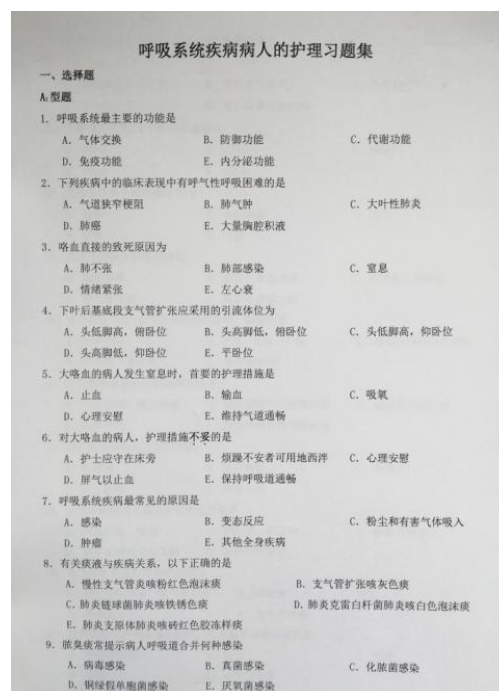 呼吸系统疾病病人的护理习题集
一、选择题
A₁型题
1. 呼吸系统最主要的功能是
A. 气体交换 B. 防御功能 C. 代谢功能
D. 免疫功能 E. 内分泌功能
2. 下列疾病中的临床表现中有呼气性呼吸困难的是
A. 气道狭窄梗阻 B. 肺气肿 C. 大叶性肺炎
D. 肺癌 E. 大量胸腔积液
3. 咯血直接的致死原因为
A. 肺不张 B. 肺部感染 C. 窒息
D. 情绪紧张 E. 左心衰
4. 下叶后基底段支气管扩张应采用的引流体位为
A. 头低脚高，俯卧位 B. 头高脚低，俯卧位 C. 头低脚高，仰卧位
D. 头高脚低，仰卧位 E. 平卧位
5. 大咯血的病人发生窒息时，首要的护理措施是
A. 止血 B. 输血 C. 吸氧
D. 心理安慰 E. 维持气道通畅
6. 对大咯血的病人，护理措施不妥的是
A. 护士应守在床旁 B. 烦躁不安者可用地西泮 C. 心理安慰
D. 屏气以止血 E. 保持呼吸道通畅
7. 呼吸系统疾病最常见的原因是
A. 感染 B. 变态反应 C. 粉尘和有害气体吸入
D. 肿瘤 E. 其他全身疾病
8. 有关痰液与疾病关系，以下正确的是
A. 慢性支气管炎咳粉红色泡沫痰 B. 支气管扩张咳灰色痰
C. 肺炎链球菌肺炎咳铁锈色痰 D. 肺炎克雷白杆菌肺炎咳白色泡沫痰
E. 肺炎支原体肺炎咳砖红色胶冻样痰
9. 脓臭痰常提示病人呼吸道合并何种感染
A. 病毒感染 B. 真菌感染 C. 化脓菌感染
D. 铜绿假单胞菌感染 E. 厌氧菌感染